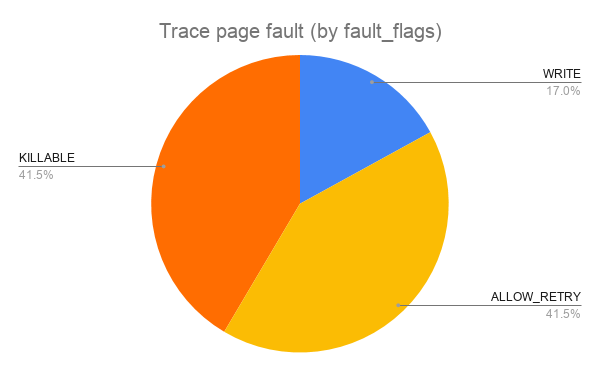 Trace page fault (by fault_flags)
WRITE
17.0%
KILLABLE
41.5%
ALLOW_RETRY
41.5%